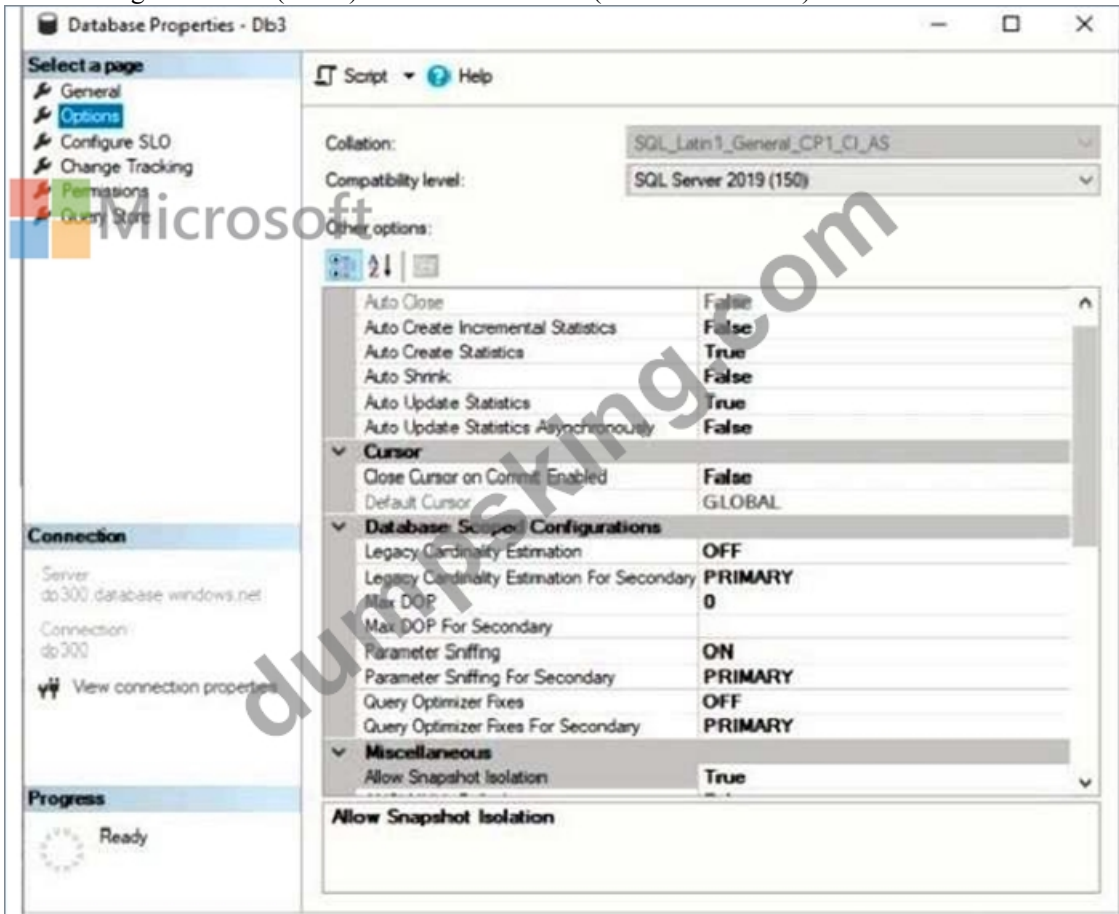 Database Properties - Db3
Select a page
General
Options
Configure SLO
Change Tracking
Permissions
Query Store
Script Help
Collation: SQL_Latin1_General_CP1_CI_AS
Compatibility level: SQL Server 2019 (150)
Other options:
Auto Close False
Auto Create Incremental Statistics False
Auto Create Statistics True
Auto Shrink False
Auto Update Statistics True
Auto Update Statistics Asynchronously False
Cursor
Close Cursor on Commit Enabled False
Default Cursor GLOBAL
Database Scoped Configurations
Legacy Cardinality Estimation OFF
Legacy Cardinality Estimation For Secondary PRIMARY
Max DOP 0
Max DOP For Secondary
Parameter Sniffing ON
Parameter Sniffing For Secondary PRIMARY
Query Optimizer Fixes OFF
Query Optimizer Fixes For Secondary PRIMARY
Miscellaneous
Allow Snapshot Isolation True
Allow Snapshot Isolation
Connection
Server
dp300.database.windows.net
Connection
dp300
View connection properties
Progress
Ready
Microsoft
dumpsking.com